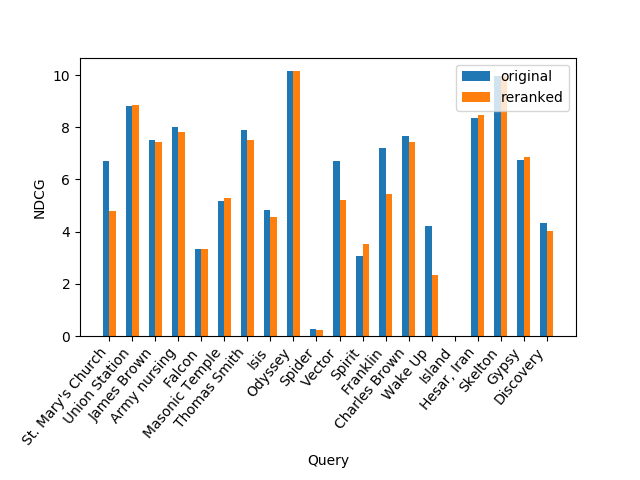 original
reranked
NDCG
10
8
6
4
2
0
St. Mary's Church
Union Station
James Brown
Army nursing
Falcon
Masonic Temple
Thomas Smith
Isis
Odyssey
Spider
Vector
Spirit
Franklin
Charles Brown
Wake Up
Island
Hesar, Iran
Skelton
Gypsy
Discovery
Query